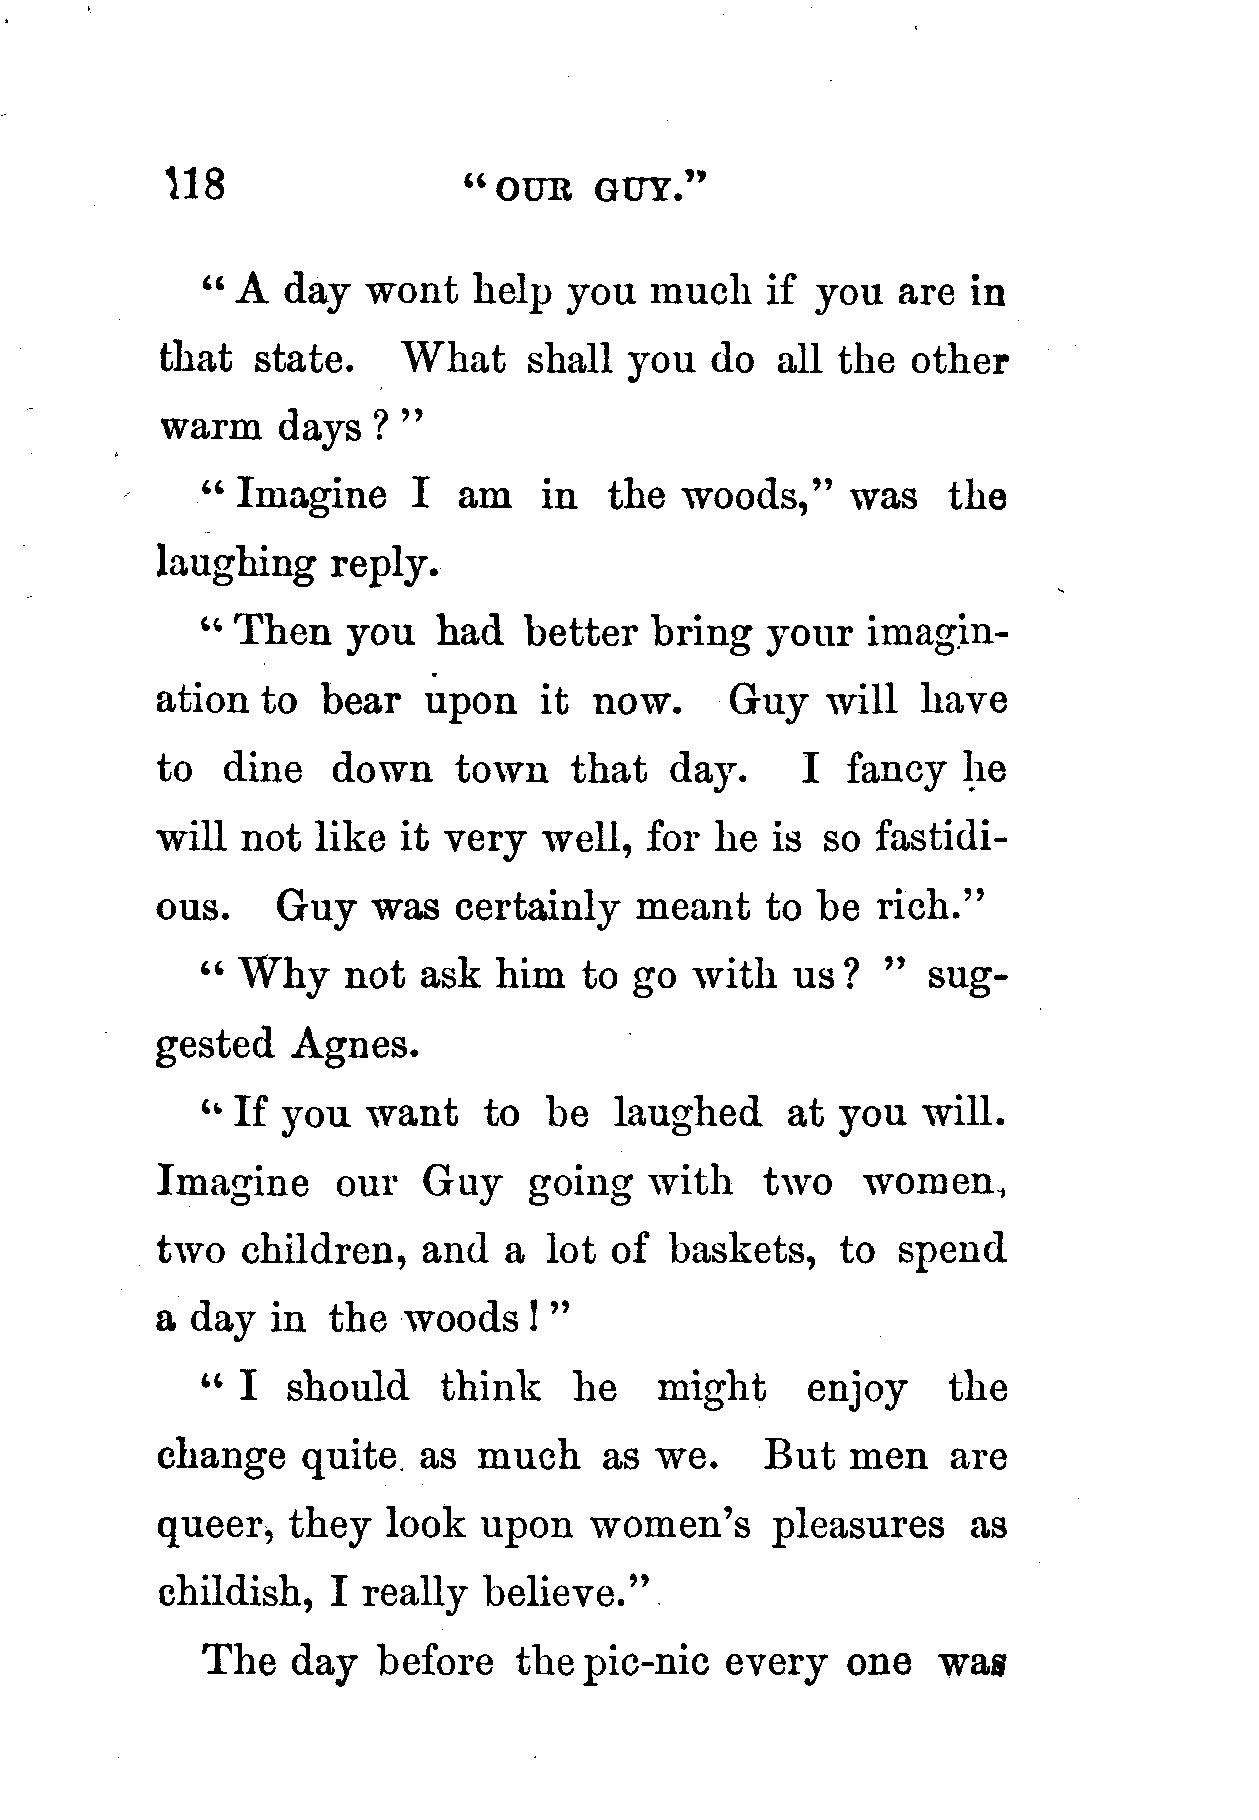 118 "OUR GUY."
"A day wont help you much if you are in
that state. What shall you do all the other
warm days?"
"Imagine I am in the woods," was the
laughing reply.
"Then you had better bring your imagin-
ation to bear upon it now. Guy will have
to dine down town that day. I fancy he
will not like it very well, for he is so fastidi-
ous. Guy was certainly meant to be rich."
"Why not ask him to go with us?" sug-
gested Agnes.
"If you want to be laughed at you will.
Imagine our Guy going with two women,
two children, and a lot of baskets, to spend
a day in the woods!"
"I should think he might enjoy the
change quite as much as we. But men are
queer, they look upon women's pleasures as
childish, I really believe."
The day before the pic-nic every one was